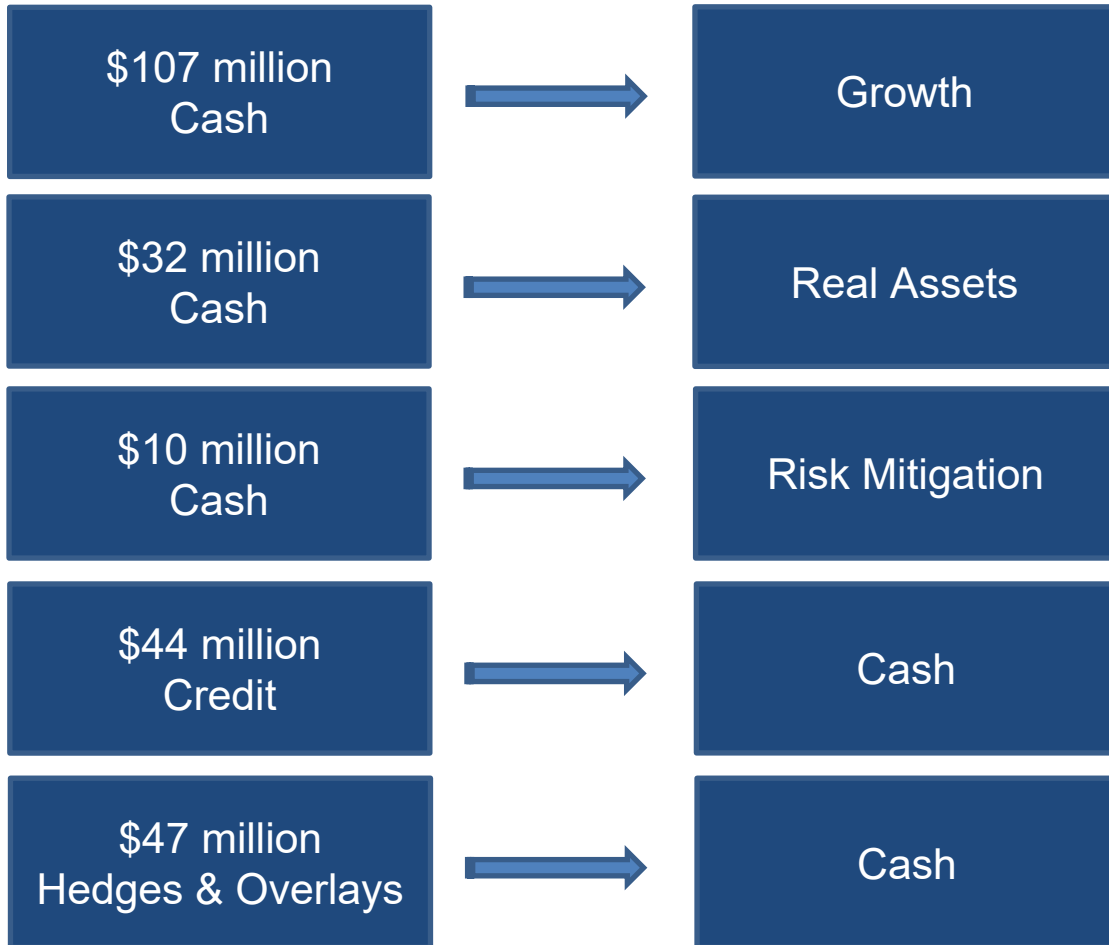 $107 million
Cash
Growth
$32 million
Cash
Real Assets
$10 million
Cash
Risk Mitigation
$44 million
Credit
Cash
$47 million
Hedges & Overlays
Cash